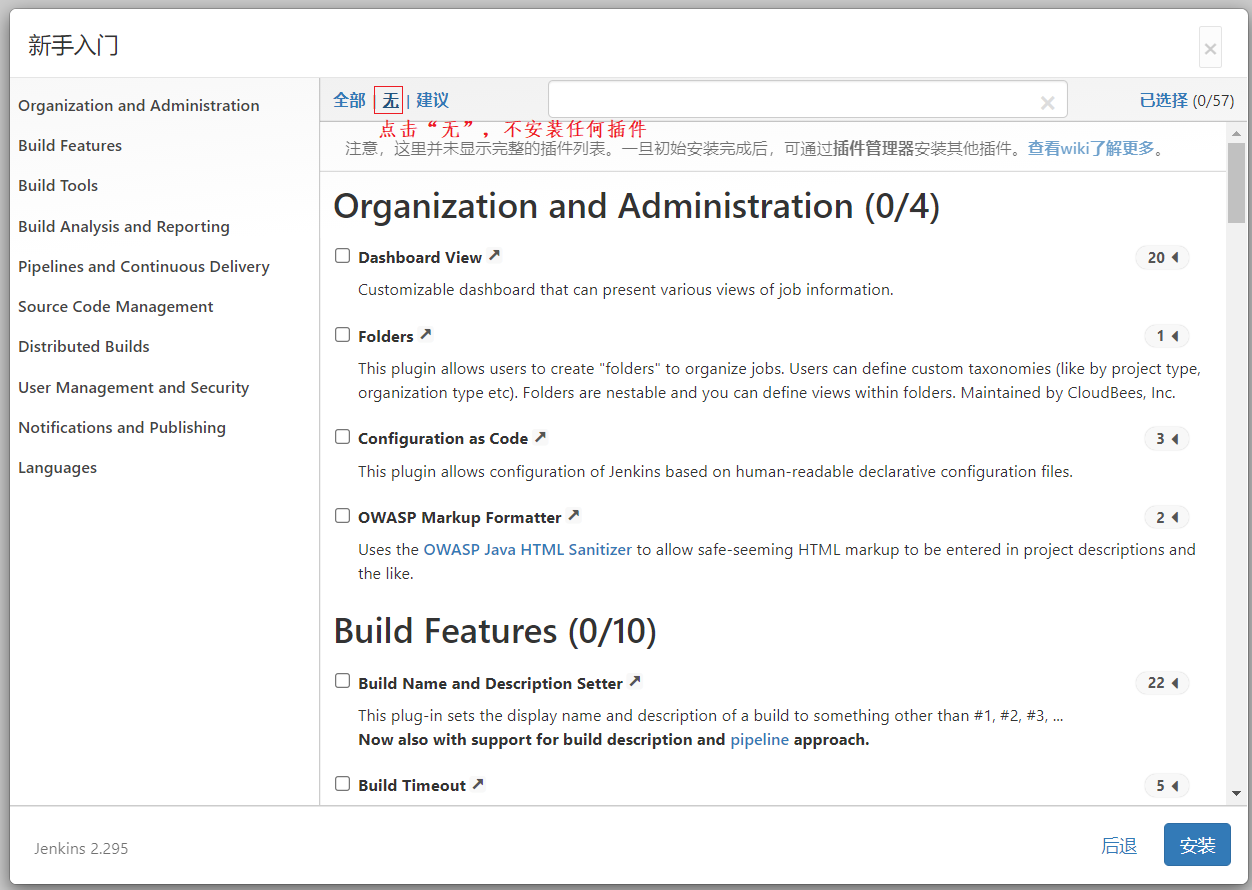 新手入门
×
Organization and Administration
Build Features
Build Tools
Build Analysis and Reporting
Pipelines and Continuous Delivery
Source Code Management
Distributed Builds
User Management and Security
Notifications and Publishing
Languages
全部 | 无 | 建议
×
已选择 (0/57)
点击“无”，不安装任何插件
注意，这里并未显示完整的插件列表。一旦初始安装完成后，可通过插件管理器安装其他插件。查看wiki了解更多。
Organization and Administration (0/4)
Dashboard View
20
Customizable dashboard that can present various views of job information.
Folders
1
This plugin allows users to create "folders" to organize jobs. Users can define custom taxonomies (like by project type,
organization type etc). Folders are nestable and you can define views within folders. Maintained by CloudBees, Inc.
Configuration as Code
3
This plugin allows configuration of Jenkins based on human-readable declarative configuration files.
OWASP Markup Formatter
2
Uses the OWASP Java HTML Sanitizer to allow safe-seeming HTML markup to be entered in project descriptions and
the like.
Build Features (0/10)
Build Name and Description Setter
22
This plug-in sets the display name and description of a build to something other than #1, #2, #3, ...
Now also with support for build description and pipeline approach.
Build Timeout
5
Jenkins 2.295
后退
安装